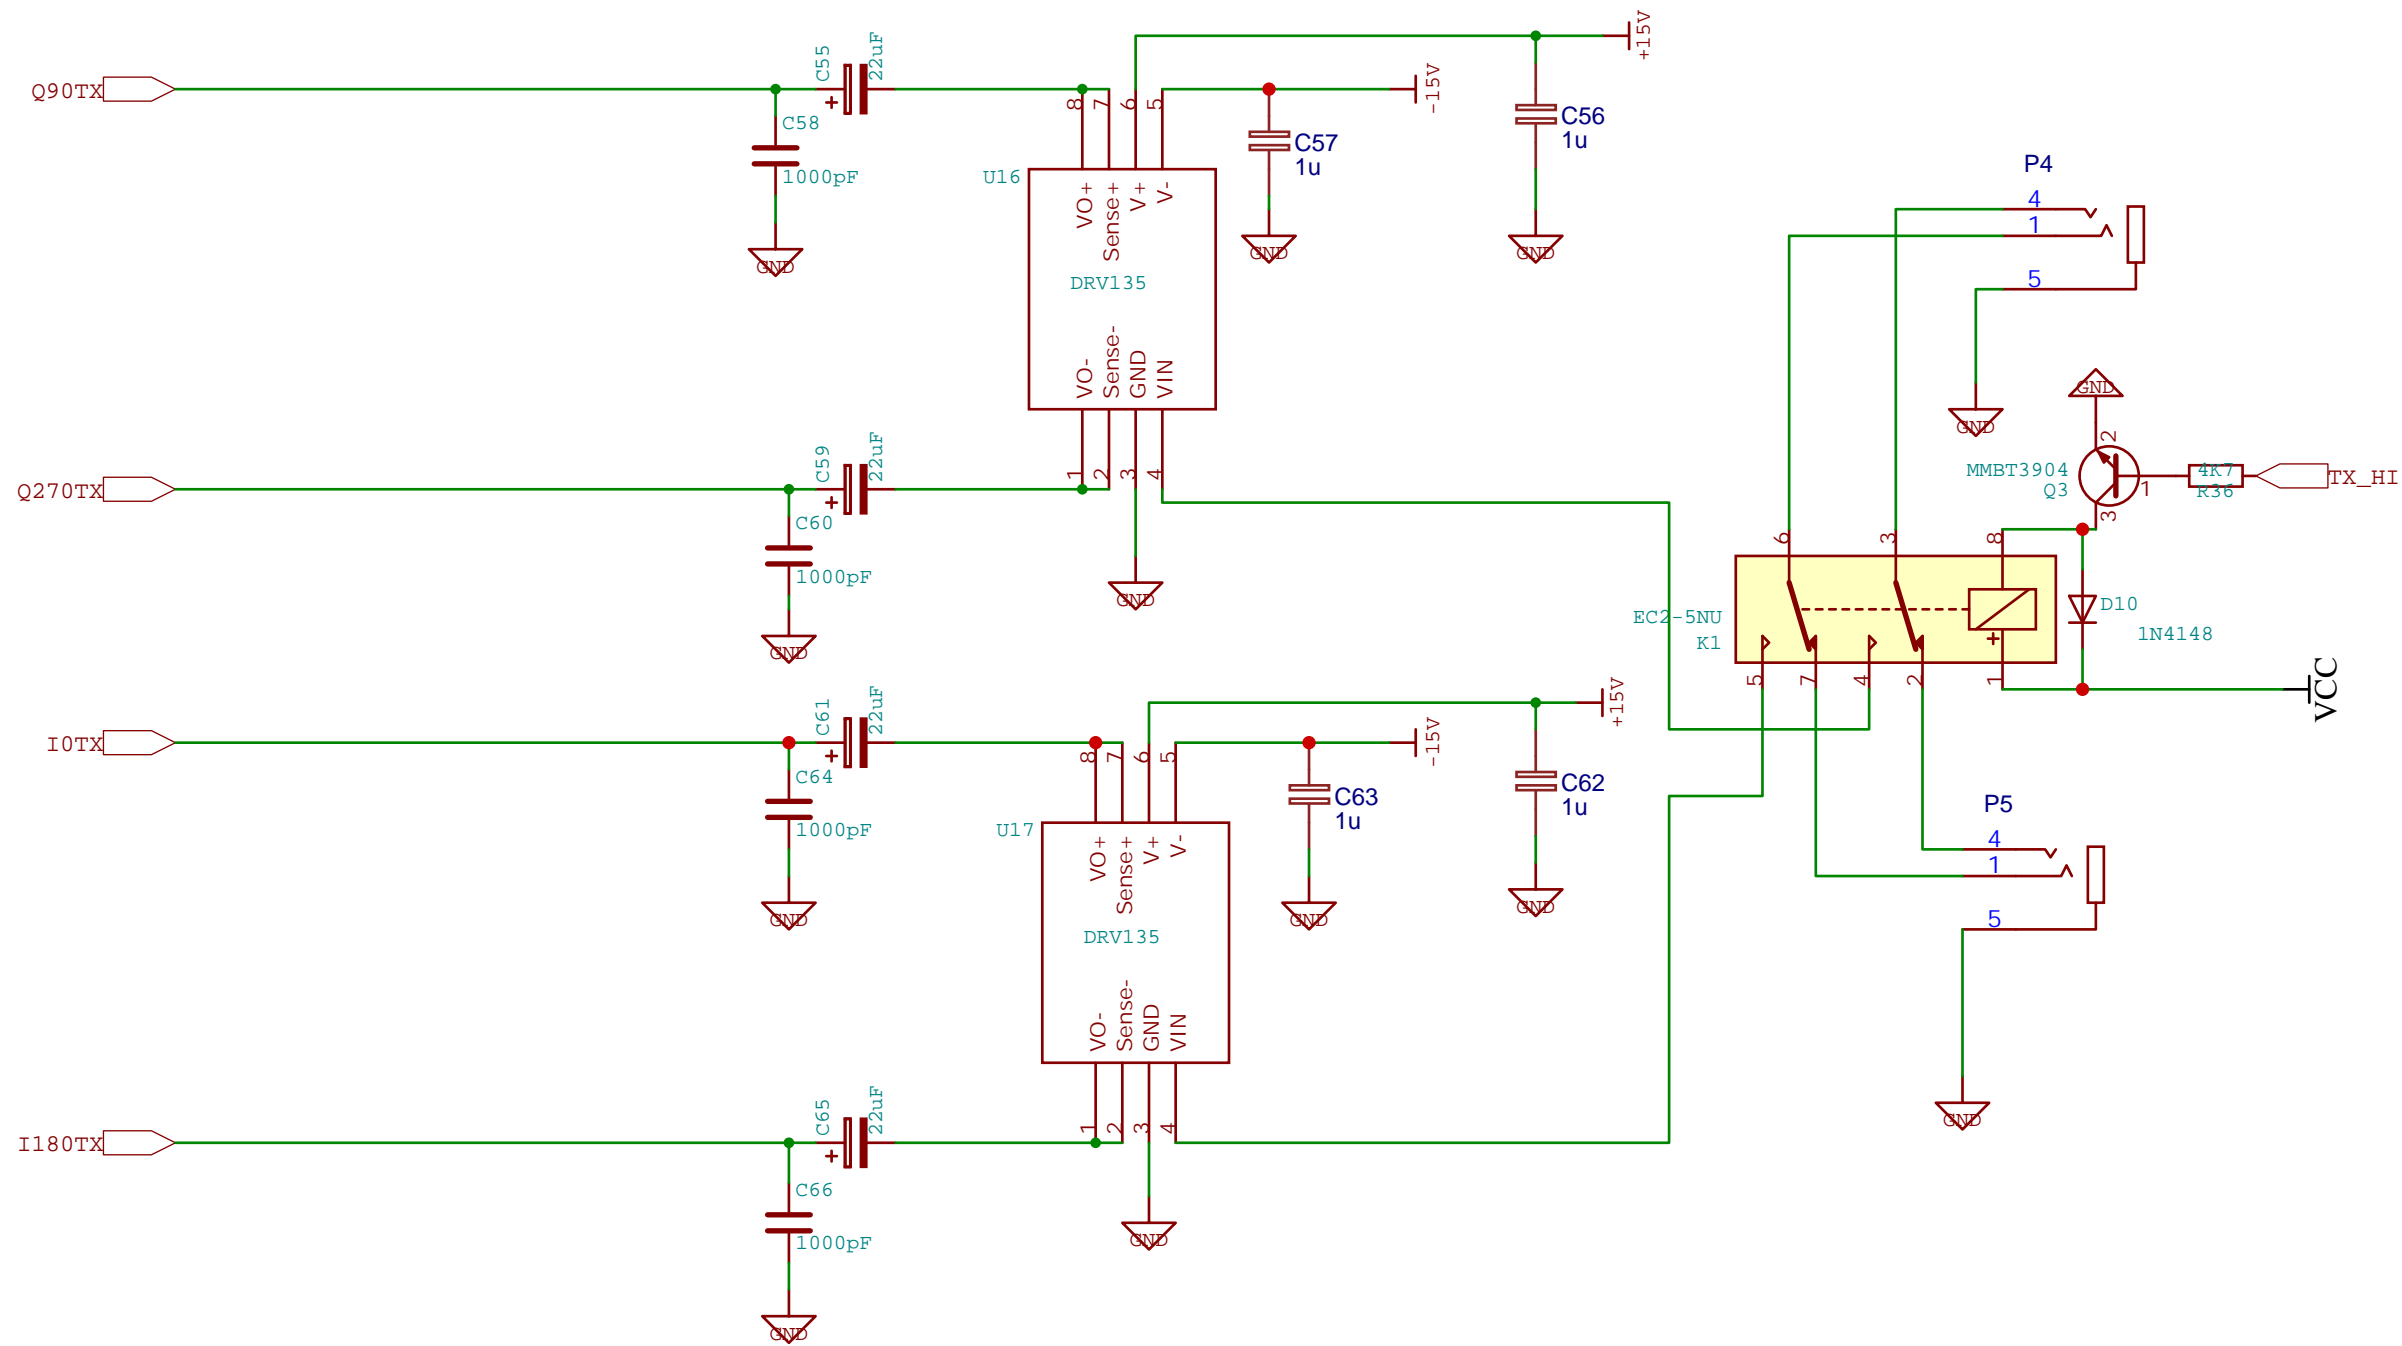 Q90TX
C55
22uF
C58
1000pF
GND
8
7
6
5
U16
VO+
Sense+
V+
V-
DRV135
VO-
Sense-
GND
VIN
1
2
3
4
GND
-15V
C57
1u
GND
+15V
C56
1u
GND
Q270TX
C59
22uF
C60
1000pF
GND
P4
4
1
5
GND
GND
2
MMBT3904
Q3
1
3
4K7
R36
TX_HI
6
3
8
EC2-5NU
K1
+
5
7
4
2
1
D10
1N4148
VCC
I0TX
C61
22uF
C64
1000pF
GND
8
7
6
5
U17
VO+
Sense+
V+
V-
DRV135
VO-
Sense-
GND
VIN
1
2
3
4
GND
-15V
C63
1u
GND
+15V
C62
1u
GND
P5
4
1
5
GND
I180TX
C65
22uF
C66
1000pF
GND